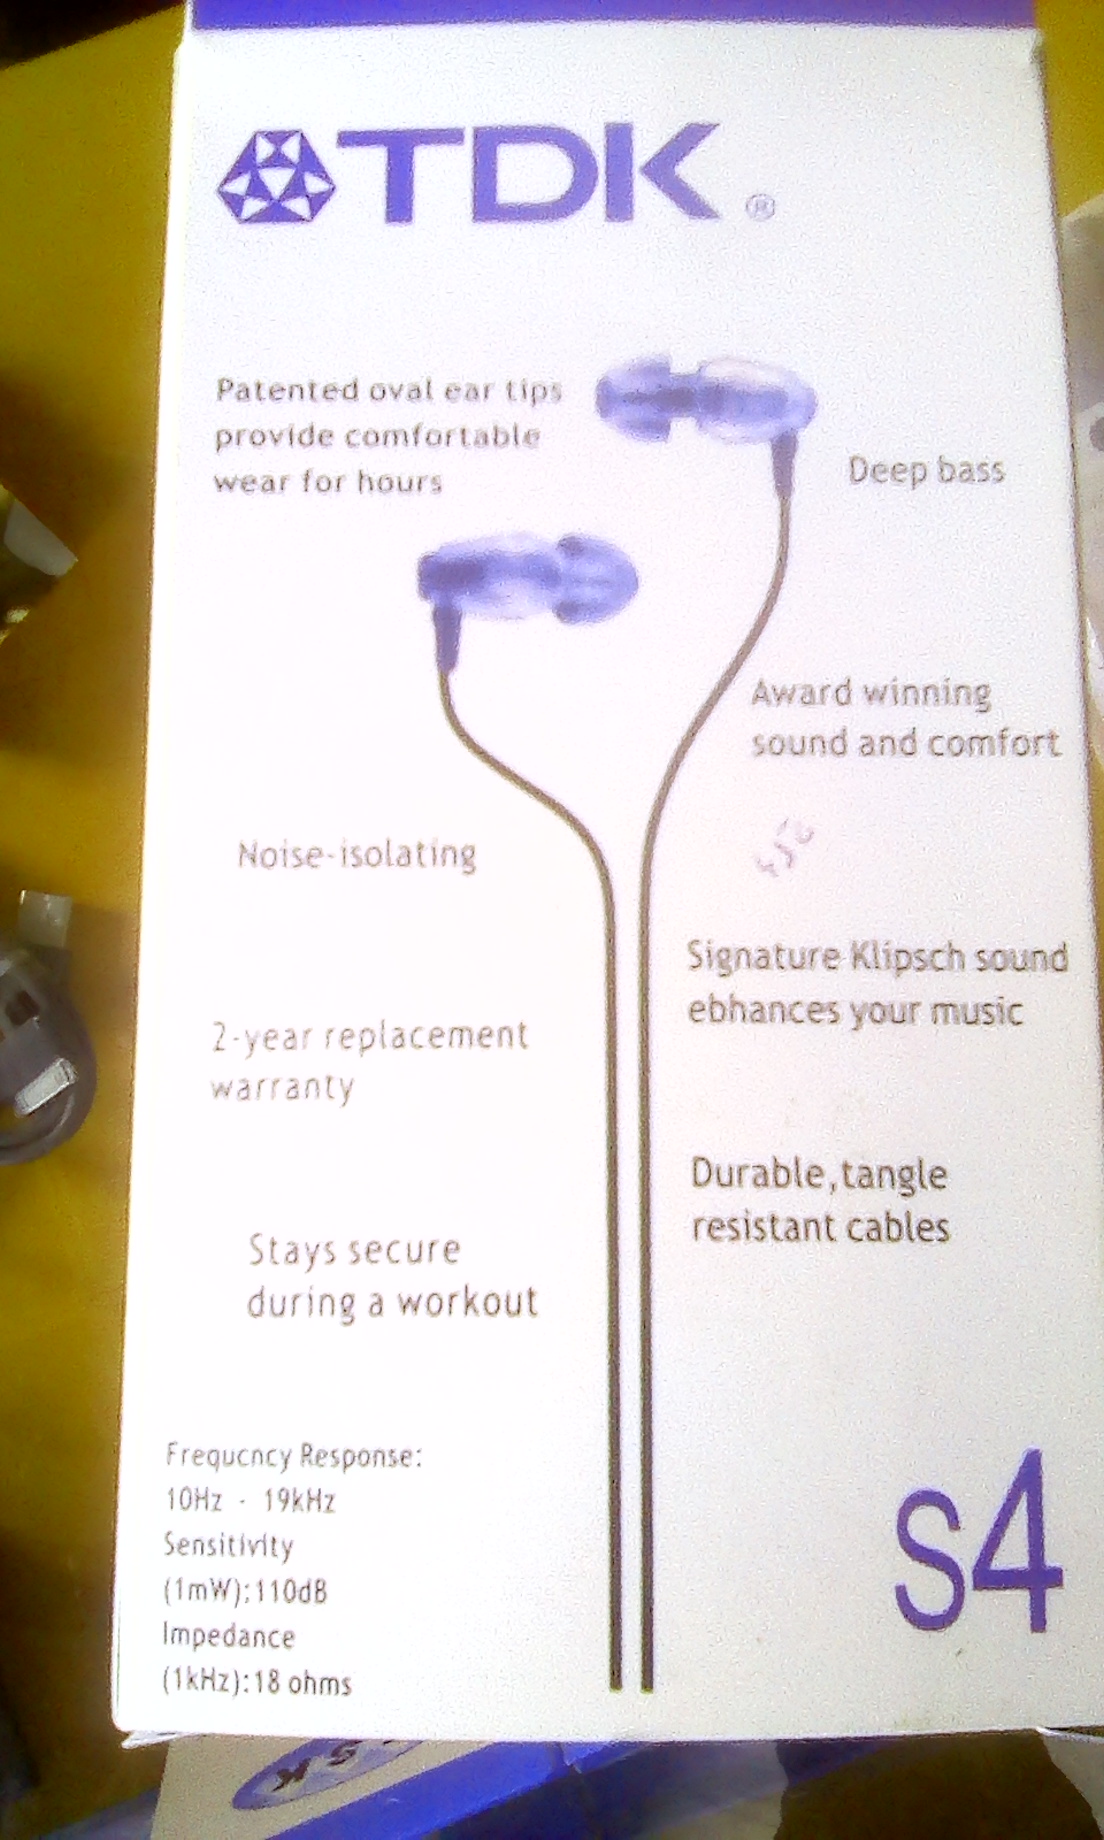 TDK ®
Patented oval ear tips
provide comfortable
wear for hours
Deep bass
Award winning
sound and comfort
Noise-isolating
Signature Klipsch sound
ebhances your music
2-year replacement
warranty
Durable,tangle
resistant cables
Stays secure
during a workout
Frequcncy Response:
10Hz - 19kHz
Sensitivity
(1mW):110dB
Impedance
(1kHz):18 ohms
S4